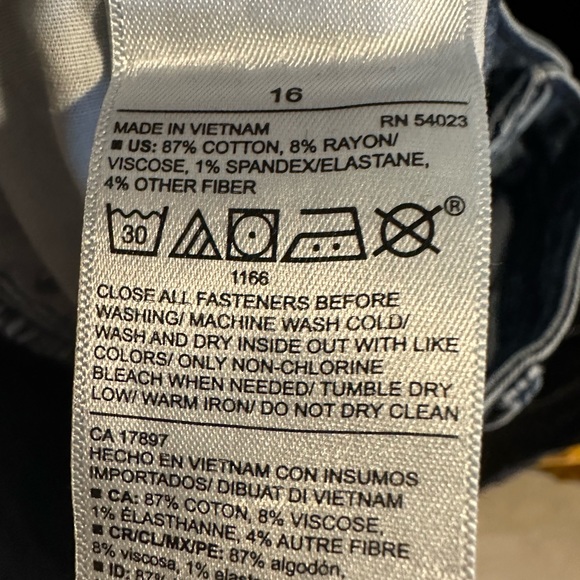 16
RN 54023
MADE IN VIETNAM
■ US: 87% COTTON, 8% RAYON/
VISCOSE, 1% SPANDEX/ELASTANE,
4% OTHER FIBER
30
®
1166
CLOSE ALL FASTENERS BEFORE
WASHING/ MACHINE WASH COLD/
WASH AND DRY INSIDE OUT WITH LIKE
COLORS/ ONLY NON-CHLORINE
BLEACH WHEN NEEDED/ TUMBLE DRY
LOW/ WARM IRON/ DO NOT DRY CLEAN
CA 17897
HECHO EN VIETNAM CON INSUMOS
IMPORTADOS/ DIBUAT DI VIETNAM
■ CA: 87% COTON, 8% VISCOSE,
1% ÉLASTHANNE, 4% AUTRE FIBRE
■ CR/CL/MX/PE: 87% algodón,
8% viscosa, 1%
■ ID: 87%